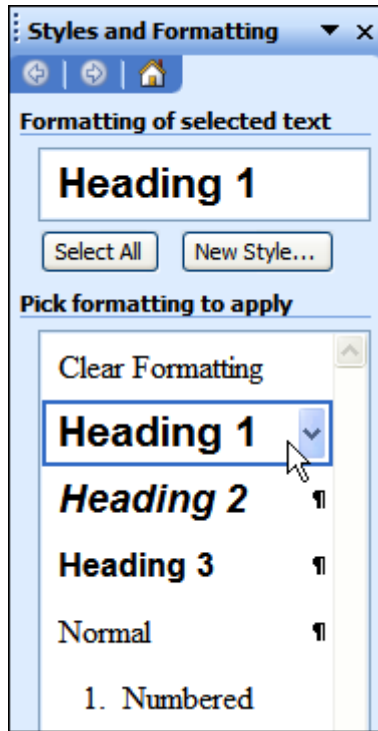 Styles and Formatting
Formatting of selected text
Heading 1
Select All New Style...
Pick formatting to apply
Clear Formatting
Heading 1
Heading 2 ¶
Heading 3 ¶
Normal ¶
1. Numbered